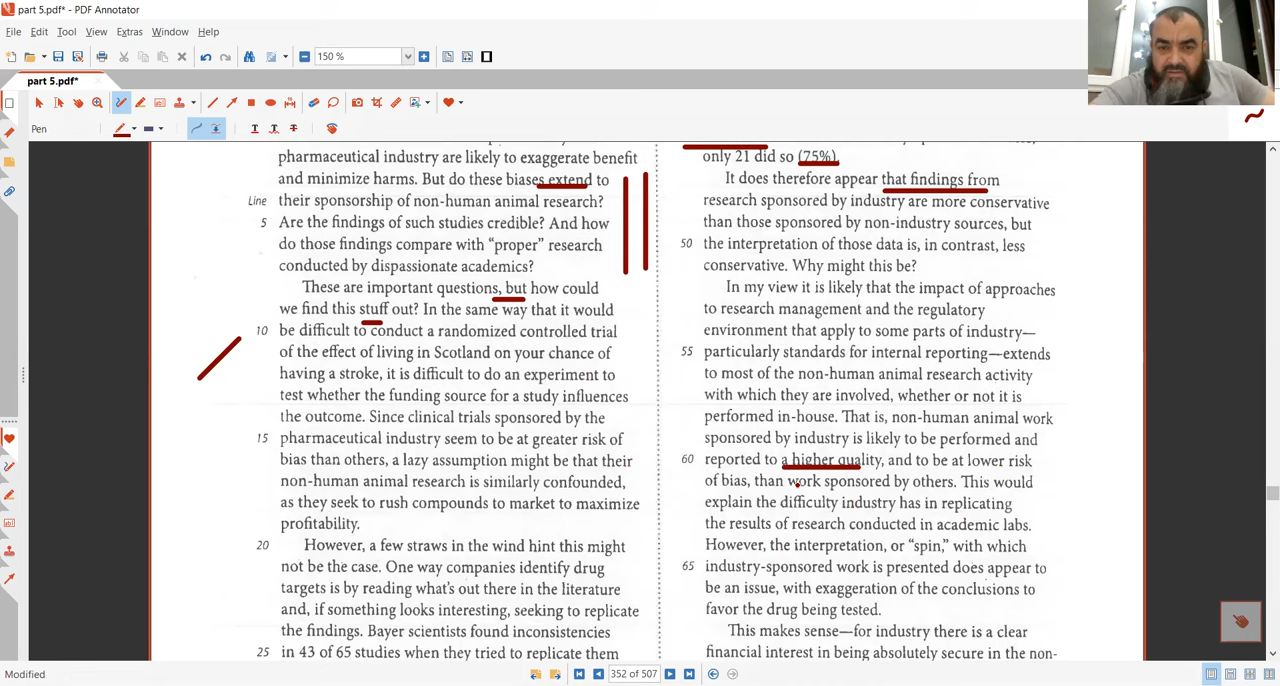 part 5.pdf* - PDF Annotator
File Edit Tool View Extras Window Help
150 %
part 5.pdf*
Pen
pharmaceutical industry are likely to exaggerate benefit
and minimize harms. But do these biases extend to
Line their sponsorship of non-human animal research?
5 Are the findings of such studies credible? And how
do those findings compare with “proper” research
conducted by dispassionate academics?
These are important questions, but how could
we find this stuff out? In the same way that it would
10 be difficult to conduct a randomized controlled trial
of the effect of living in Scotland on your chance of
having a stroke, it is difficult to do an experiment to
test whether the funding source for a study influences
the outcome. Since clinical trials sponsored by the
15 pharmaceutical industry seem to be at greater risk of
bias than others, a lazy assumption might be that their
non-human animal research is similarly confounded,
as they seek to rush compounds to market to maximize
profitability.
20 However, a few straws in the wind hint this might
not be the case. One way companies identify drug
targets is by reading what’s out there in the literature
and, if something looks interesting, seeking to replicate
the findings. Bayer scientists found inconsistencies
25 in 43 of 65 studies when they tried to replicate them
only 21 did so (75%).
It does therefore appear that findings from
research sponsored by industry are more conservative
than those sponsored by non-industry sources, but
50 the interpretation of those data is, in contrast, less
conservative. Why might this be?
In my view it is likely that the impact of approaches
to research management and the regulatory
environment that apply to some parts of industry—
55 particularly standards for internal reporting—extends
to most of the non-human animal research activity
with which they are involved, whether or not it is
performed in-house. That is, non-human animal work
sponsored by industry is likely to be performed and
60 reported to a higher quality, and to be at lower risk
of bias, than work sponsored by others. This would
explain the difficulty industry has in replicating
the results of research conducted in academic labs.
However, the interpretation, or “spin,” with which
65 industry-sponsored work is presented does appear to
be an issue, with exaggeration of the conclusions to
favor the drug being tested.
This makes sense—for industry there is a clear
financial interest in being absolutely secure in the non-
Modified
352 of 507